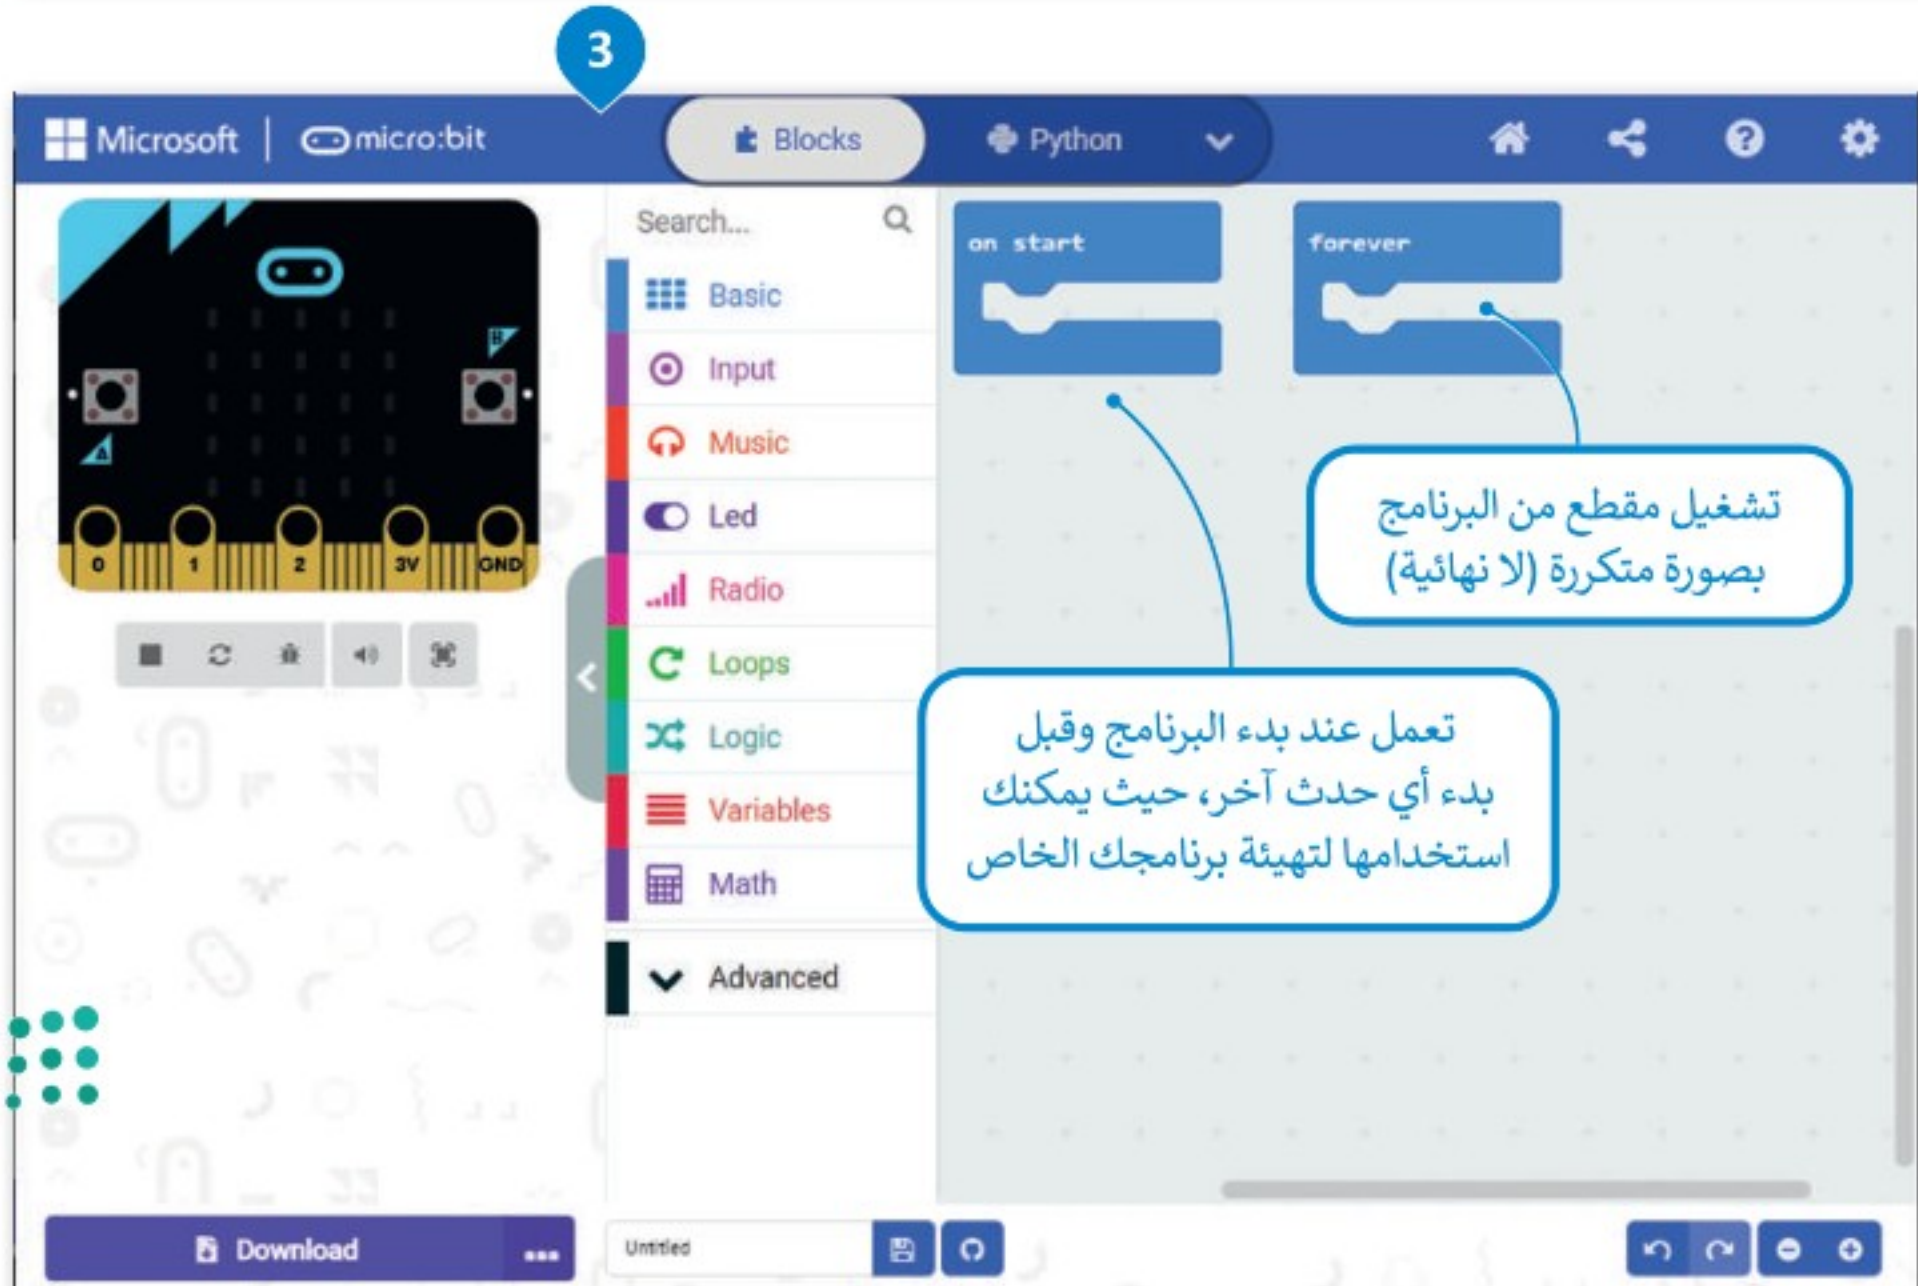 3
Microsoft | micro:bit
Blocks
Python
Search...
Basic
Input
Music
Led
Radio
Loops
Logic
Variables
Math
Advanced
on start
forever
تشغيل مقطع من البرنامج
بصورة متكررة (لا نهائية)
تعمل عند بدء البرنامج وقبل
بدء أي حدث آخر، حيث يمكنك
استخدامها لتهيئة برنامجك الخاص
B
A
0 1 2 3V GND
Download
Untitled